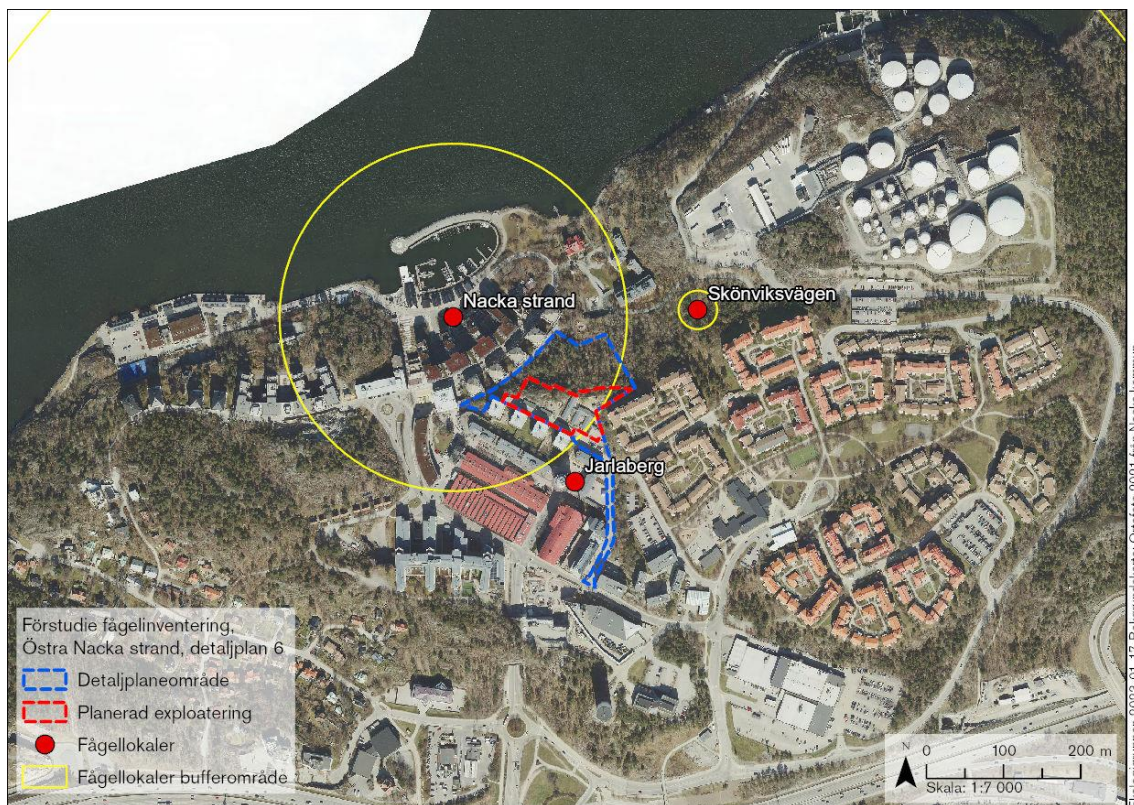 Nacka strand
Skönviksvägen
Jarlaberg
Förstudie fågelinventering,
Östra Nacka strand, detaljplan 6
Detaljplaneområde
Planerad exploatering
Fågellokaler
Fågellokaler bufferområde
N
0 100 200 m
Skala: 1:7 000